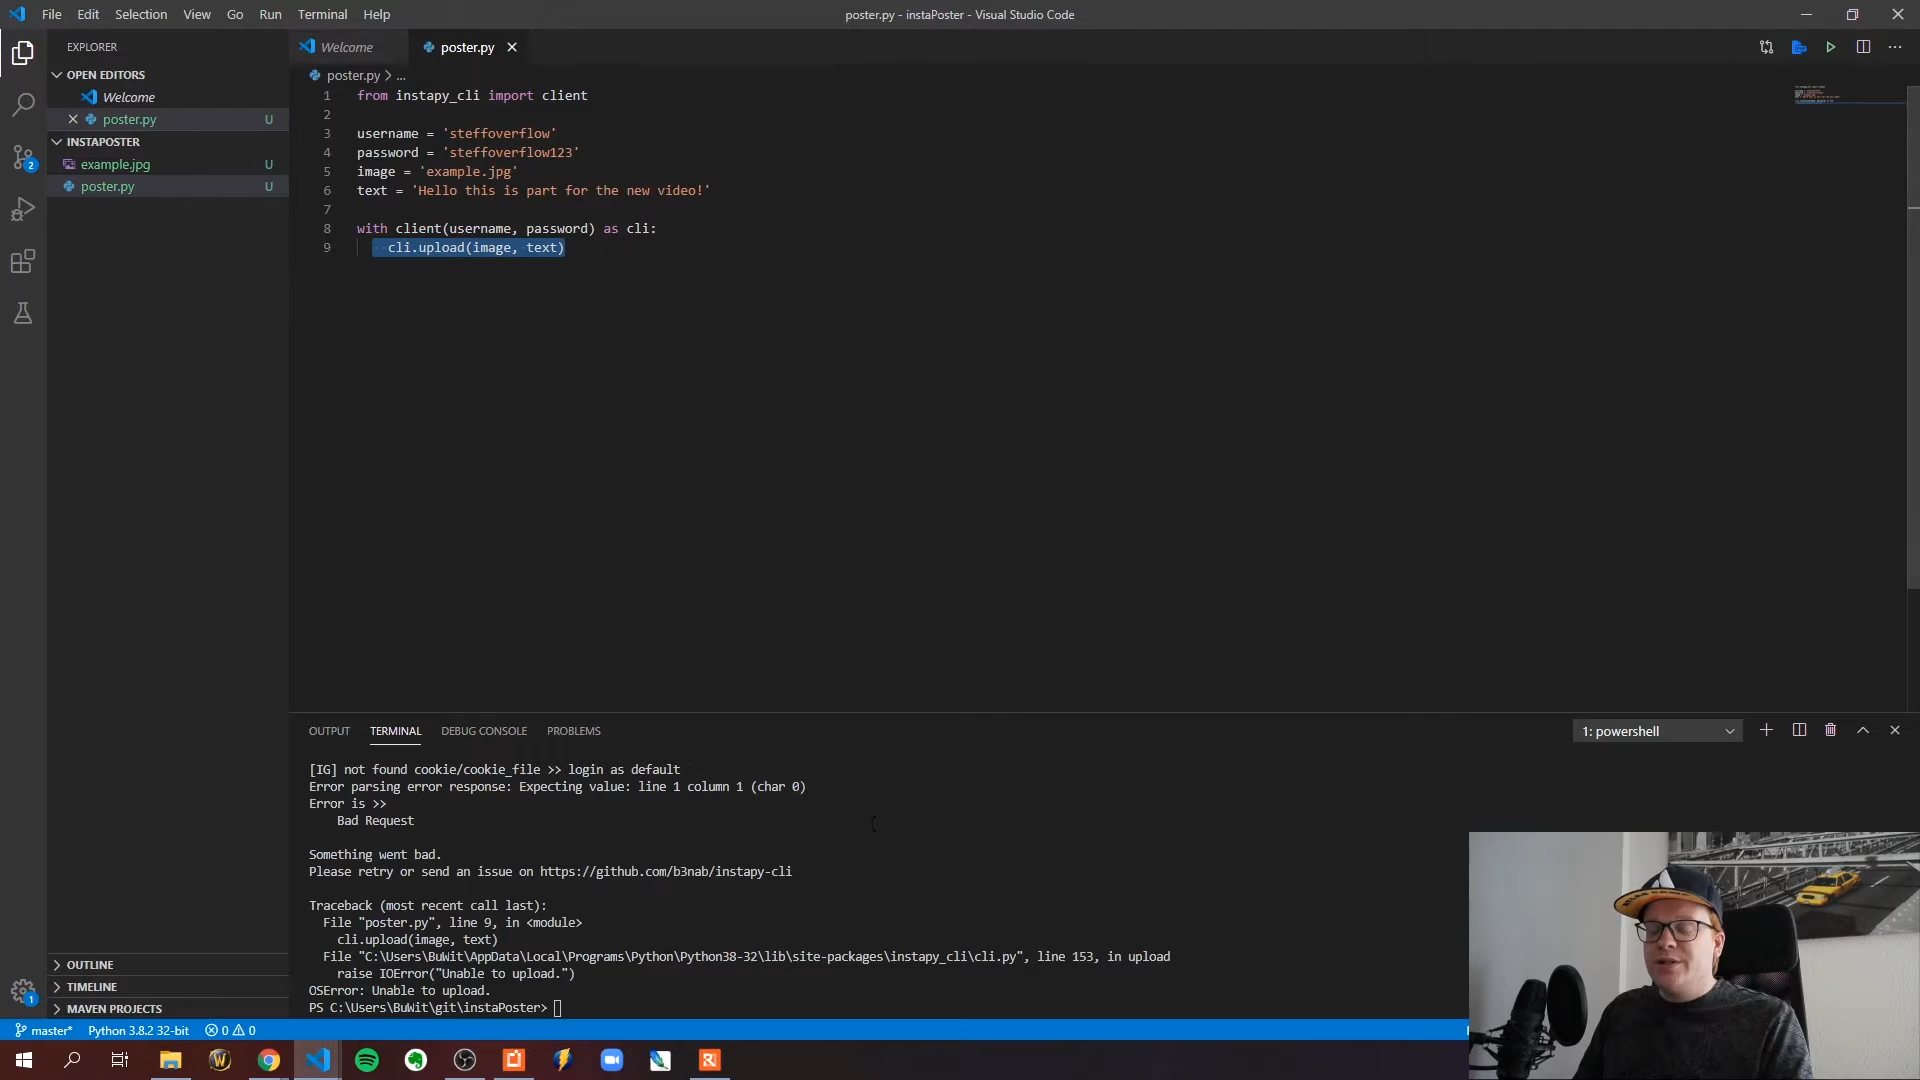 File Edit Selection View Go Run Terminal Help
poster.py - instaPoster - Visual Studio Code
EXPLORER
OPEN EDITORS
Welcome
poster.py U
INSTAPOSTER
example.jpg U
poster.py U
2
Welcome
poster.py
poster.py > ...
1 from instapy_cli import client
2
3 username = 'steffoverflow'
4 password = 'steffoverflow123'
5 image = 'example.jpg'
6 text = 'Hello this is part for the new video!'
7
8 with client(username, password) as cli:
9 cli.upload(image, text)
OUTPUT TERMINAL DEBUG CONSOLE PROBLEMS
1: powershell
[IG] not found cookie/cookie_file >> login as default
Error parsing error response: Expecting value: line 1 column 1 (char 0)
Error is >>
Bad Request
Something went bad.
Please retry or send an issue on https://github.com/b3nab/instapy-cli
Traceback (most recent call last):
File "poster.py", line 9, in <module>
cli.upload(image, text)
File "C:\Users\BuWit\AppData\Local\Programs\Python\Python38-32\lib\site-packages\instapy_cli\cli.py", line 153, in upload
raise IOError("Unable to upload.")
OSError: Unable to upload.
PS C:\Users\BuWit\git\instaPoster>
OUTLINE
TIMELINE
MAVEN PROJECTS
1
master* Python 3.8.2 32-bit 0 0